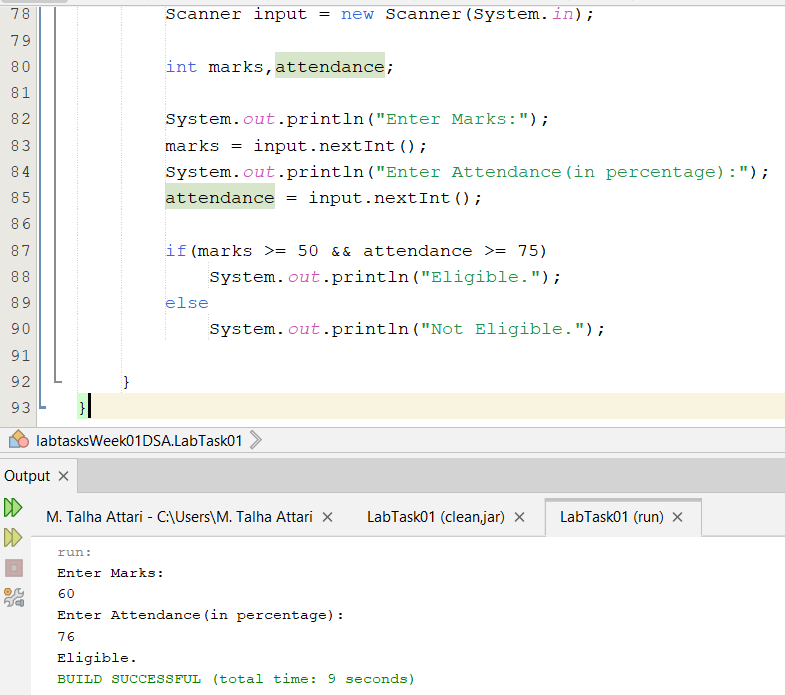 78 Scanner input = new Scanner(System.in);
79
80 int marks,attendance;
81
82 System.out.println("Enter Marks:");
83 marks = input.nextInt();
84 System.out.println("Enter Attendance(in percentage):");
85 attendance = input.nextInt();
86
87 if(marks >= 50 && attendance >= 75)
88 System.out.println("Eligible.");
89 else
90 System.out.println("Not Eligible.");
91
92 }
93 }
labtasksWeek01DSA.LabTask01
Output
M. Talha Attari - C:\Users\M. Talha Attari LabTask01 (clean,jar) LabTask01 (run)
run:
Enter Marks:
60
Enter Attendance(in percentage):
76
Eligible.
BUILD SUCCESSFUL (total time: 9 seconds)